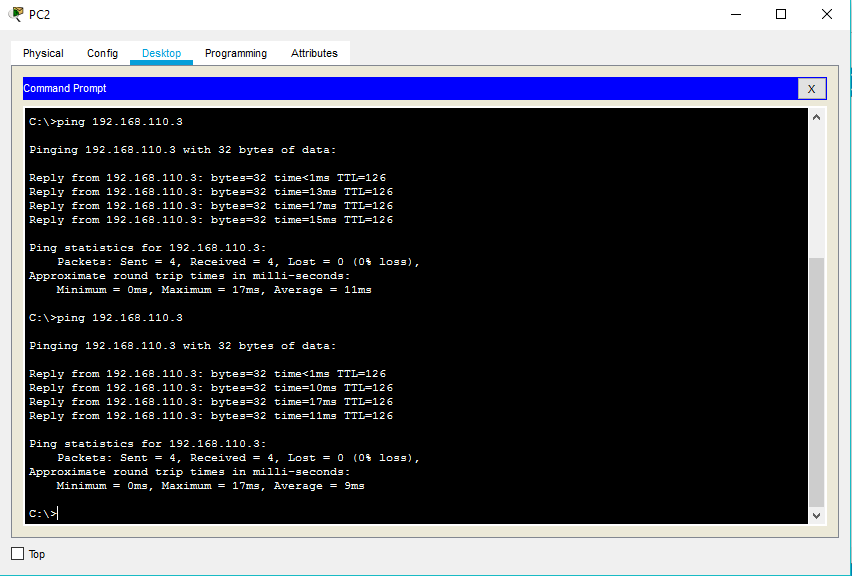 PC2
Physical Config Desktop Programming Attributes
Command Prompt
X
C:\>ping 192.168.110.3
Pinging 192.168.110.3 with 32 bytes of data:
Reply from 192.168.110.3: bytes=32 time<1ms TTL=126
Reply from 192.168.110.3: bytes=32 time=13ms TTL=126
Reply from 192.168.110.3: bytes=32 time=17ms TTL=126
Reply from 192.168.110.3: bytes=32 time=15ms TTL=126
Ping statistics for 192.168.110.3:
Packets: Sent = 4, Received = 4, Lost = 0 (0% loss),
Approximate round trip times in milli-seconds:
Minimum = 0ms, Maximum = 17ms, Average = 11ms
C:\>ping 192.168.110.3
Pinging 192.168.110.3 with 32 bytes of data:
Reply from 192.168.110.3: bytes=32 time<1ms TTL=126
Reply from 192.168.110.3: bytes=32 time=10ms TTL=126
Reply from 192.168.110.3: bytes=32 time=17ms TTL=126
Reply from 192.168.110.3: bytes=32 time=11ms TTL=126
Ping statistics for 192.168.110.3:
Packets: Sent = 4, Received = 4, Lost = 0 (0% loss),
Approximate round trip times in milli-seconds:
Minimum = 0ms, Maximum = 17ms, Average = 9ms
C:\>
Top